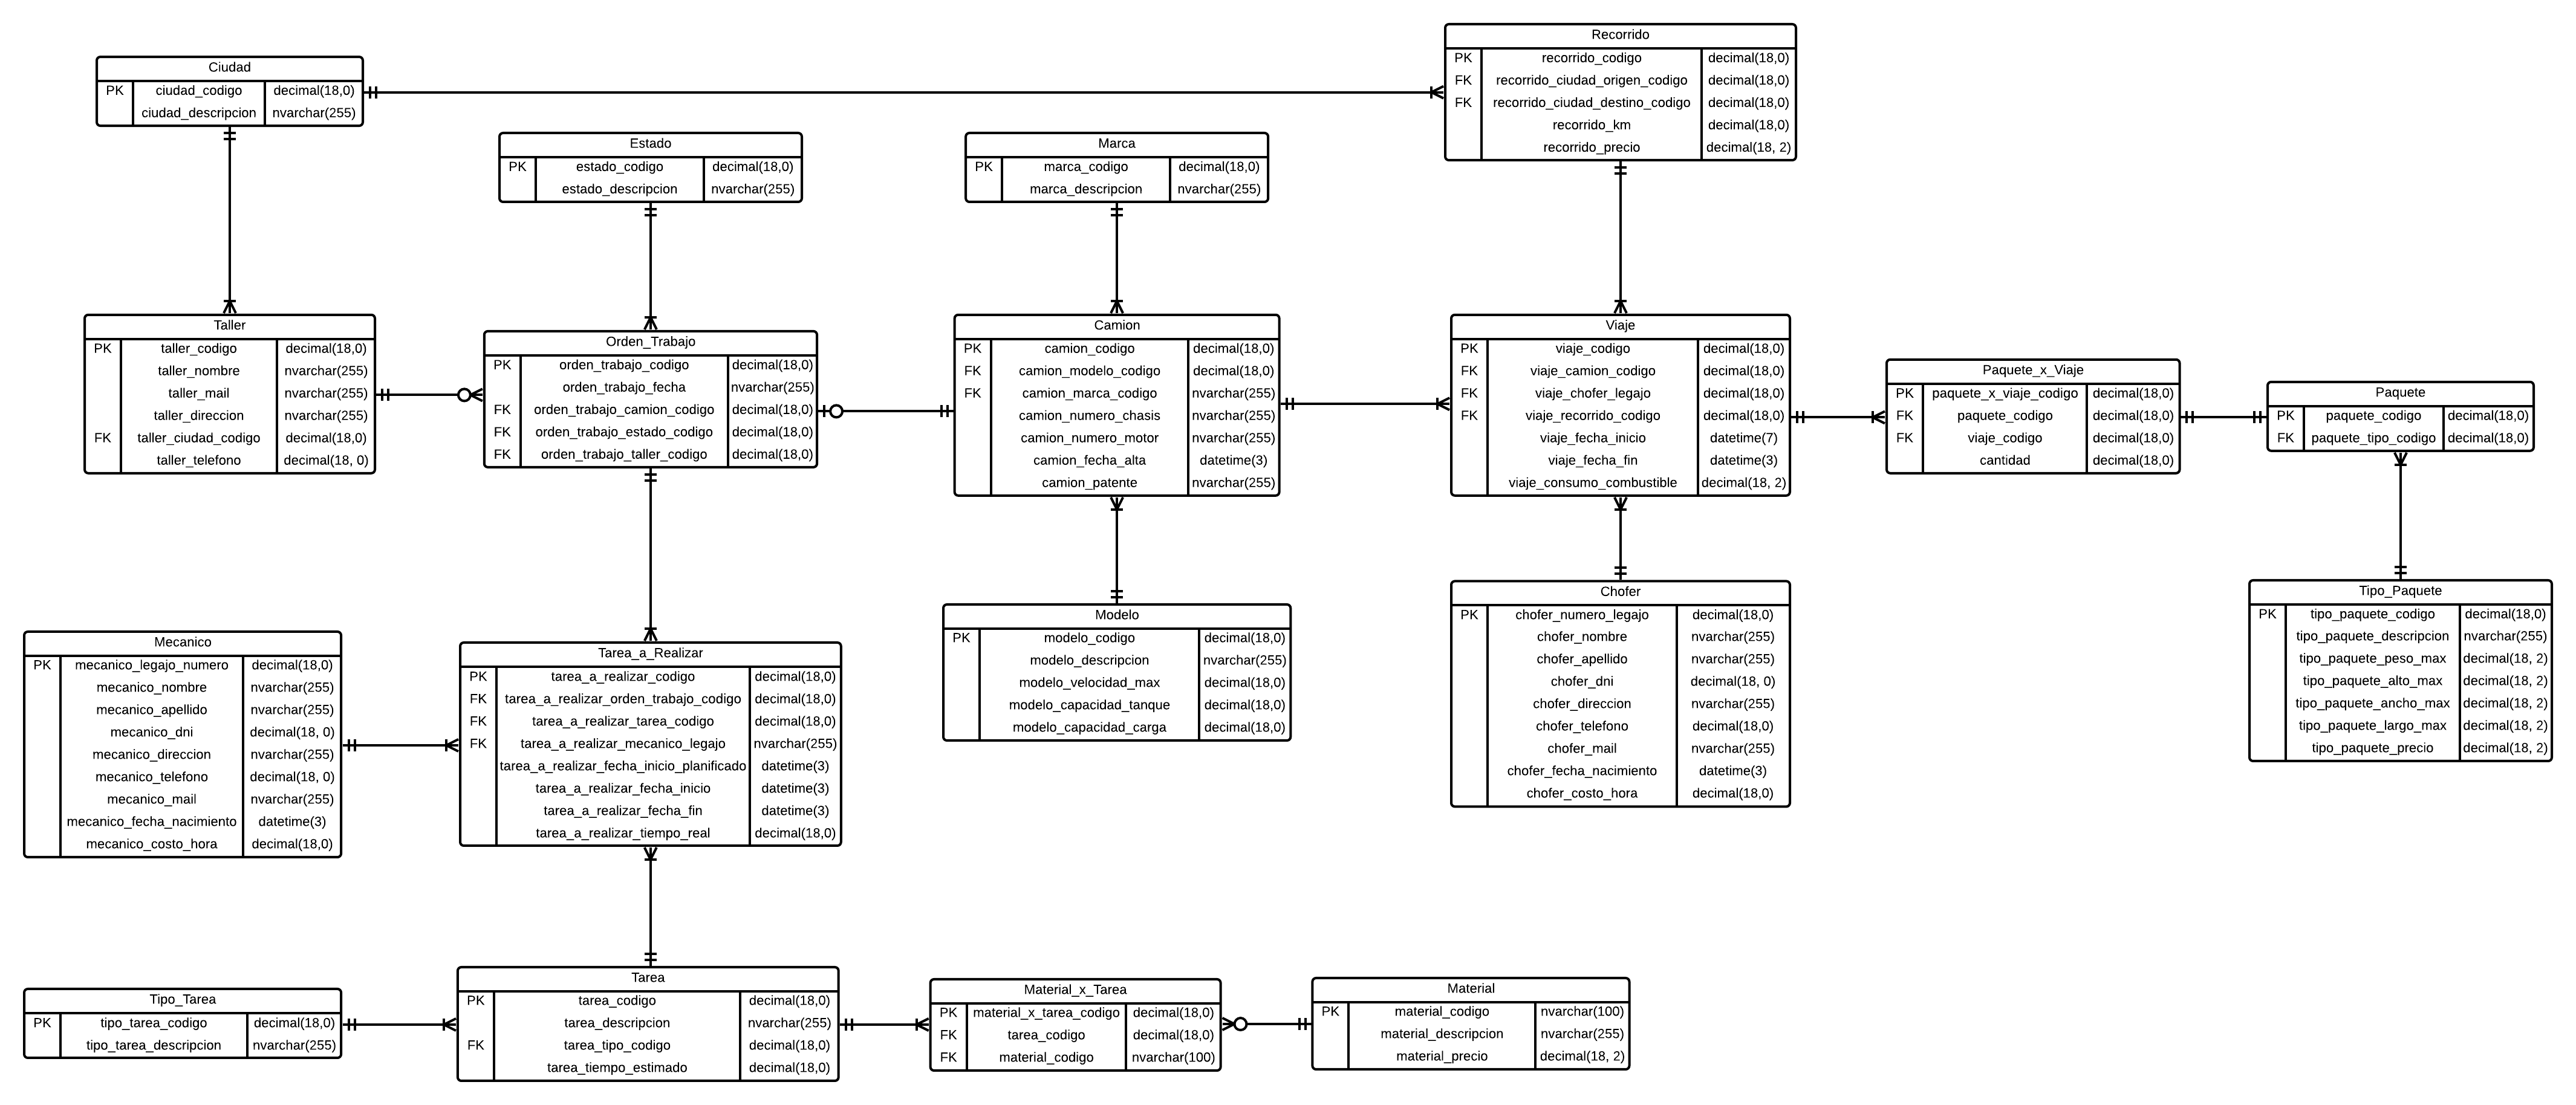 Recorrido
PK recorrido_codigo decimal(18,0)
FK recorrido_ciudad_origen_codigo decimal(18,0)
FK recorrido_ciudad_destino_codigo decimal(18,0)
recorrido_km decimal(18,0)
recorrido_precio decimal(18, 2)
Ciudad
PK ciudad_codigo decimal(18,0)
ciudad_descripcion nvarchar(255)
Estado
PK estado_codigo decimal(18,0)
estado_descripcion nvarchar(255)
Marca
PK marca_codigo decimal(18,0)
marca_descripcion nvarchar(255)
Taller
PK taller_codigo decimal(18,0)
taller_nombre nvarchar(255)
taller_mail nvarchar(255)
taller_direccion nvarchar(255)
FK taller_ciudad_codigo decimal(18,0)
taller_telefono decimal(18, 0)
Orden_Trabajo
PK orden_trabajo_codigo decimal(18,0)
orden_trabajo_fecha nvarchar(255)
FK orden_trabajo_camion_codigo decimal(18,0)
FK orden_trabajo_estado_codigo decimal(18,0)
FK orden_trabajo_taller_codigo decimal(18,0)
Camion
PK camion_codigo decimal(18,0)
FK camion_modelo_codigo decimal(18,0)
FK camion_marca_codigo nvarchar(255)
camion_numero_chasis nvarchar(255)
camion_numero_motor nvarchar(255)
camion_fecha_alta datetime(3)
camion_patente nvarchar(255)
Viaje
PK viaje_codigo decimal(18,0)
FK viaje_camion_codigo decimal(18,0)
FK viaje_chofer_legajo decimal(18,0)
FK viaje_recorrido_codigo decimal(18,0)
viaje_fecha_inicio datetime(7)
viaje_fecha_fin datetime(3)
viaje_consumo_combustible decimal(18, 2)
Paquete_x_Viaje
PK paquete_x_viaje_codigo decimal(18,0)
FK paquete_codigo decimal(18,0)
FK viaje_codigo decimal(18,0)
cantidad decimal(18,0)
Paquete
PK paquete_codigo decimal(18,0)
FK paquete_tipo_codigo decimal(18,0)
Mecanico
PK mecanico_legajo_numero decimal(18,0)
mecanico_nombre nvarchar(255)
mecanico_apellido nvarchar(255)
mecanico_dni decimal(18, 0)
mecanico_direccion nvarchar(255)
mecanico_telefono decimal(18, 0)
mecanico_mail nvarchar(255)
mecanico_fecha_nacimiento datetime(3)
mecanico_costo_hora decimal(18,0)
Tarea_a_Realizar
PK tarea_a_realizar_codigo decimal(18,0)
FK tarea_a_realizar_orden_trabajo_codigo decimal(18,0)
FK tarea_a_realizar_tarea_codigo decimal(18,0)
FK tarea_a_realizar_mecanico_legajo nvarchar(255)
tarea_a_realizar_fecha_inicio_planificado datetime(3)
tarea_a_realizar_fecha_inicio datetime(3)
tarea_a_realizar_fecha_fin datetime(3)
tarea_a_realizar_tiempo_real decimal(18,0)
Modelo
PK modelo_codigo decimal(18,0)
modelo_descripcion nvarchar(255)
modelo_velocidad_max decimal(18,0)
modelo_capacidad_tanque decimal(18,0)
modelo_capacidad_carga decimal(18,0)
Chofer
PK chofer_numero_legajo decimal(18,0)
chofer_nombre nvarchar(255)
chofer_apellido nvarchar(255)
chofer_dni decimal(18, 0)
chofer_direccion nvarchar(255)
chofer_telefono decimal(18,0)
chofer_mail nvarchar(255)
chofer_fecha_nacimiento datetime(3)
chofer_costo_hora decimal(18,0)
Tipo_Paquete
PK tipo_paquete_codigo decimal(18,0)
tipo_paquete_descripcion nvarchar(255)
tipo_paquete_peso_max decimal(18, 2)
tipo_paquete_alto_max decimal(18, 2)
tipo_paquete_ancho_max decimal(18, 2)
tipo_paquete_largo_max decimal(18, 2)
tipo_paquete_precio decimal(18, 2)
Tipo_Tarea
PK tipo_tarea_codigo decimal(18,0)
tipo_tarea_descripcion nvarchar(255)
Tarea
PK tarea_codigo decimal(18,0)
tarea_descripcion nvarchar(255)
FK tarea_tipo_codigo decimal(18,0)
tarea_tiempo_estimado decimal(18,0)
Material_x_Tarea
PK material_x_tarea_codigo decimal(18,0)
FK tarea_codigo decimal(18,0)
FK material_codigo nvarchar(100)
Material
PK material_codigo nvarchar(100)
material_descripcion nvarchar(255)
material_precio decimal(18, 2)